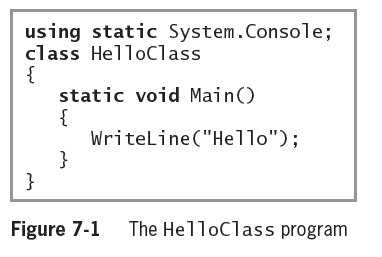 using static System.Console;
class HelloClass
{
static void Main()
{
WriteLine("Hello");
}
}
Figure 7-1 The HelloClass program